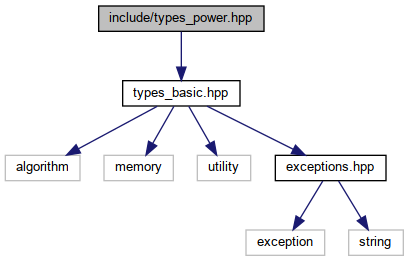 include/types_power.hpp
types_basic.hpp
algorithm
memory
utility
exceptions.hpp
exception
string